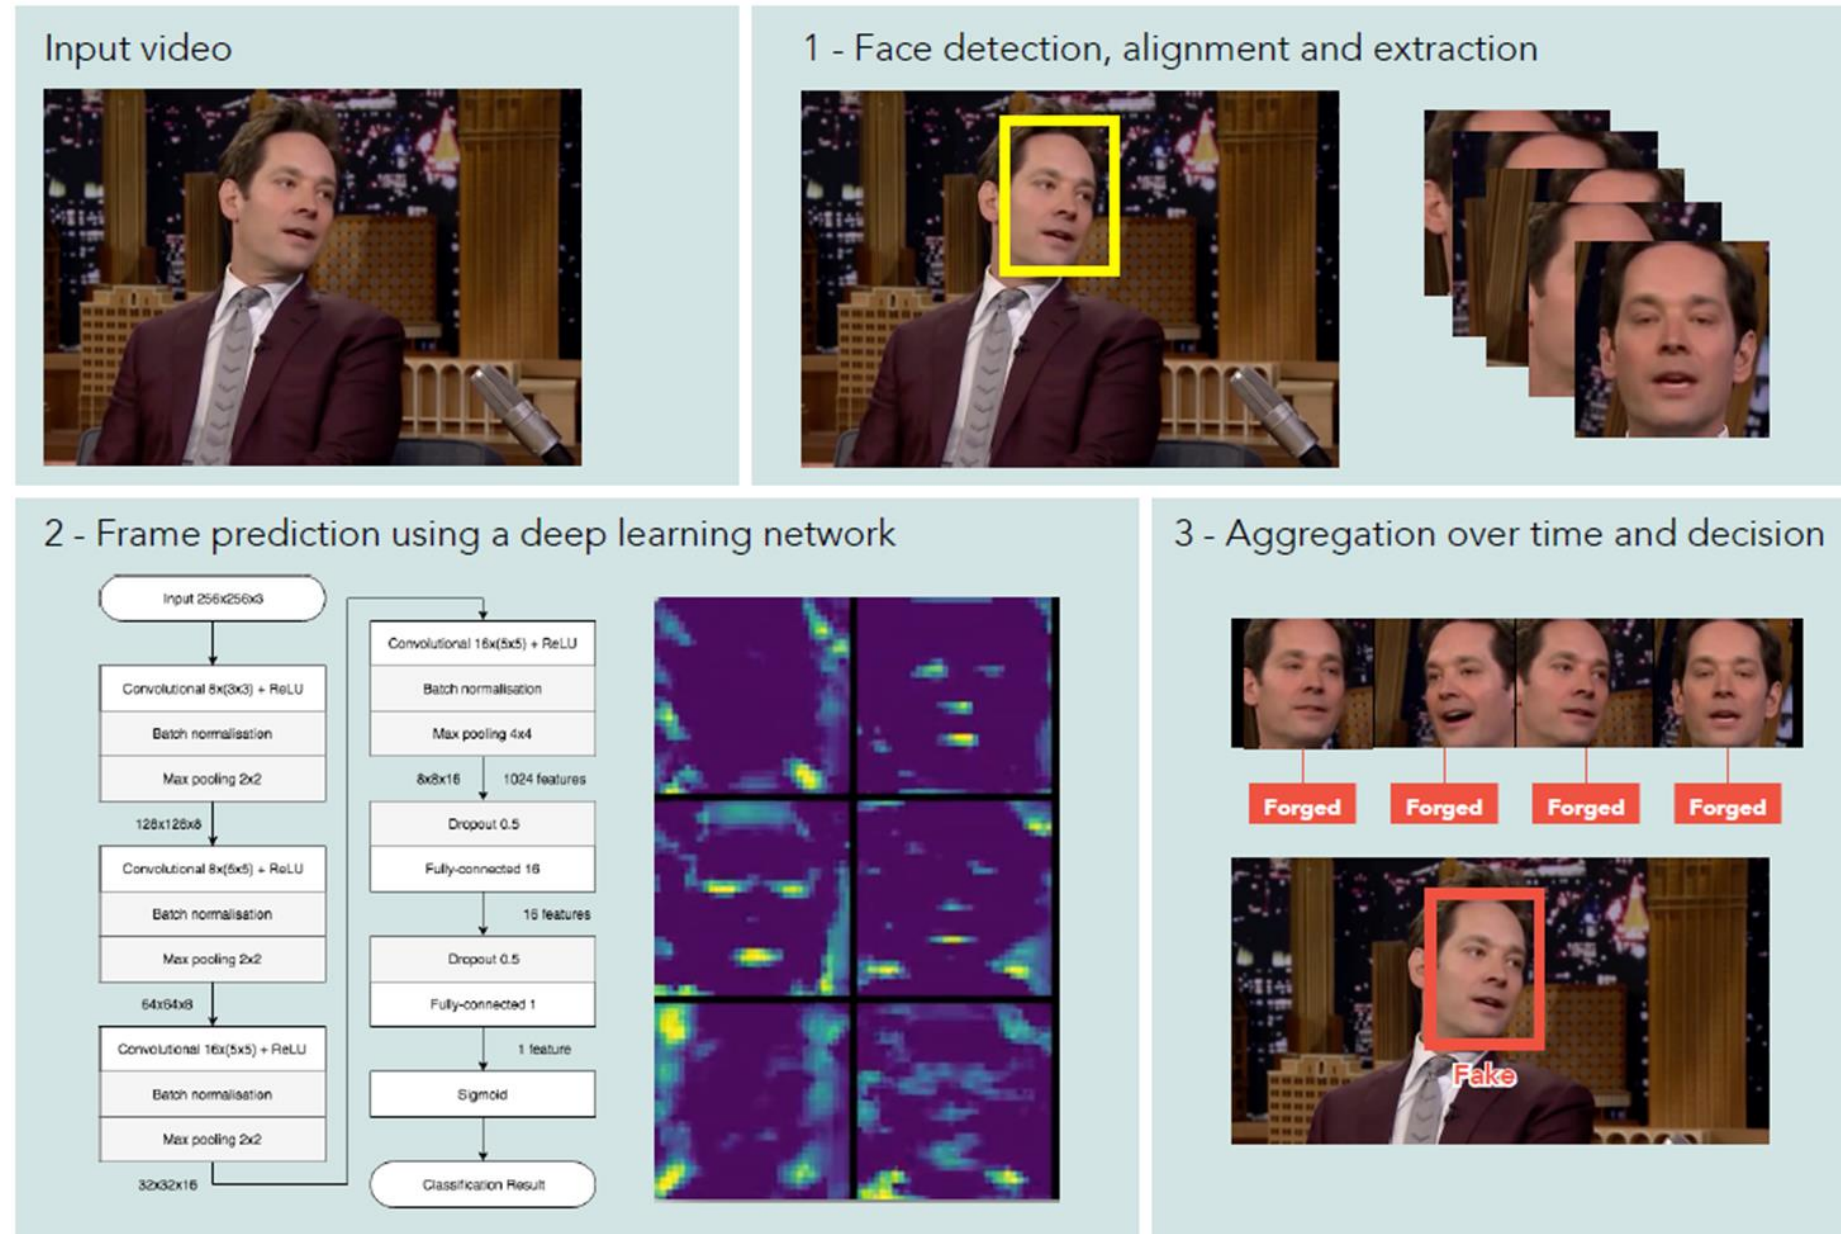 Input video
1 - Face detection, alignment and extraction
2 - Frame prediction using a deep learning network
Input 256x256x3
Convolutional 8x(3x3) + ReLU
Batch normalisation
Max pooling 2x2
128x128x8
Convolutional 8x(5x5) + ReLU
Batch normalisation
Max pooling 2x2
64x64x8
Convolutional 16x(5x5) + ReLU
Batch normalisation
Max pooling 2x2
32x32x16
Convolutional 16x(5x5) + ReLU
Batch normalisation
Max pooling 4x4
8x8x16 1024 features
Dropout 0.5
Fully-connected 16
16 features
Dropout 0.5
Fully-connected 1
1 feature
Sigmoid
Classification Result
3 - Aggregation over time and decision
Forged Forged Forged Forged
Fake